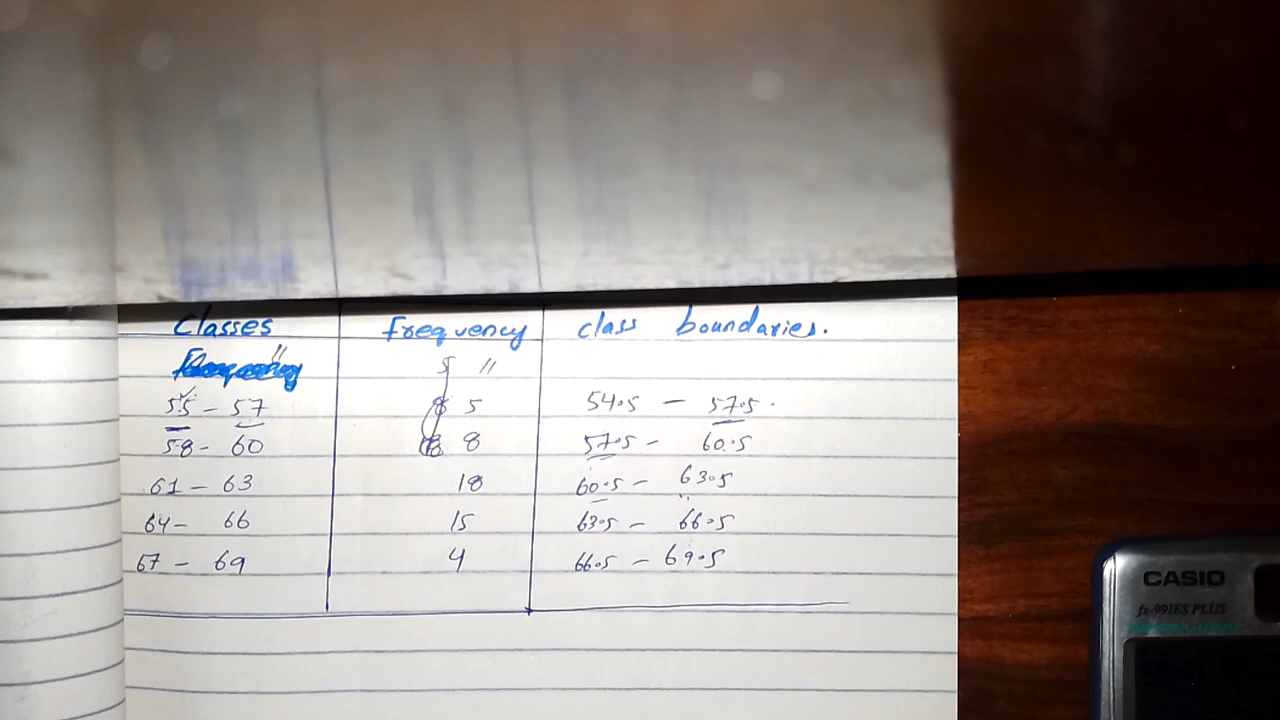 Classes Frequency class boundaries.
5 "
55 - 57 5 54.5 - 57.5.
58 - 60 8 57.5 - 60.5
61 - 63 18 60.5 - 63.5
64 - 66 15 63.5 - 66.5
67 - 69 4 66.5 - 69.5
CASIO
fx-991ES PLUS